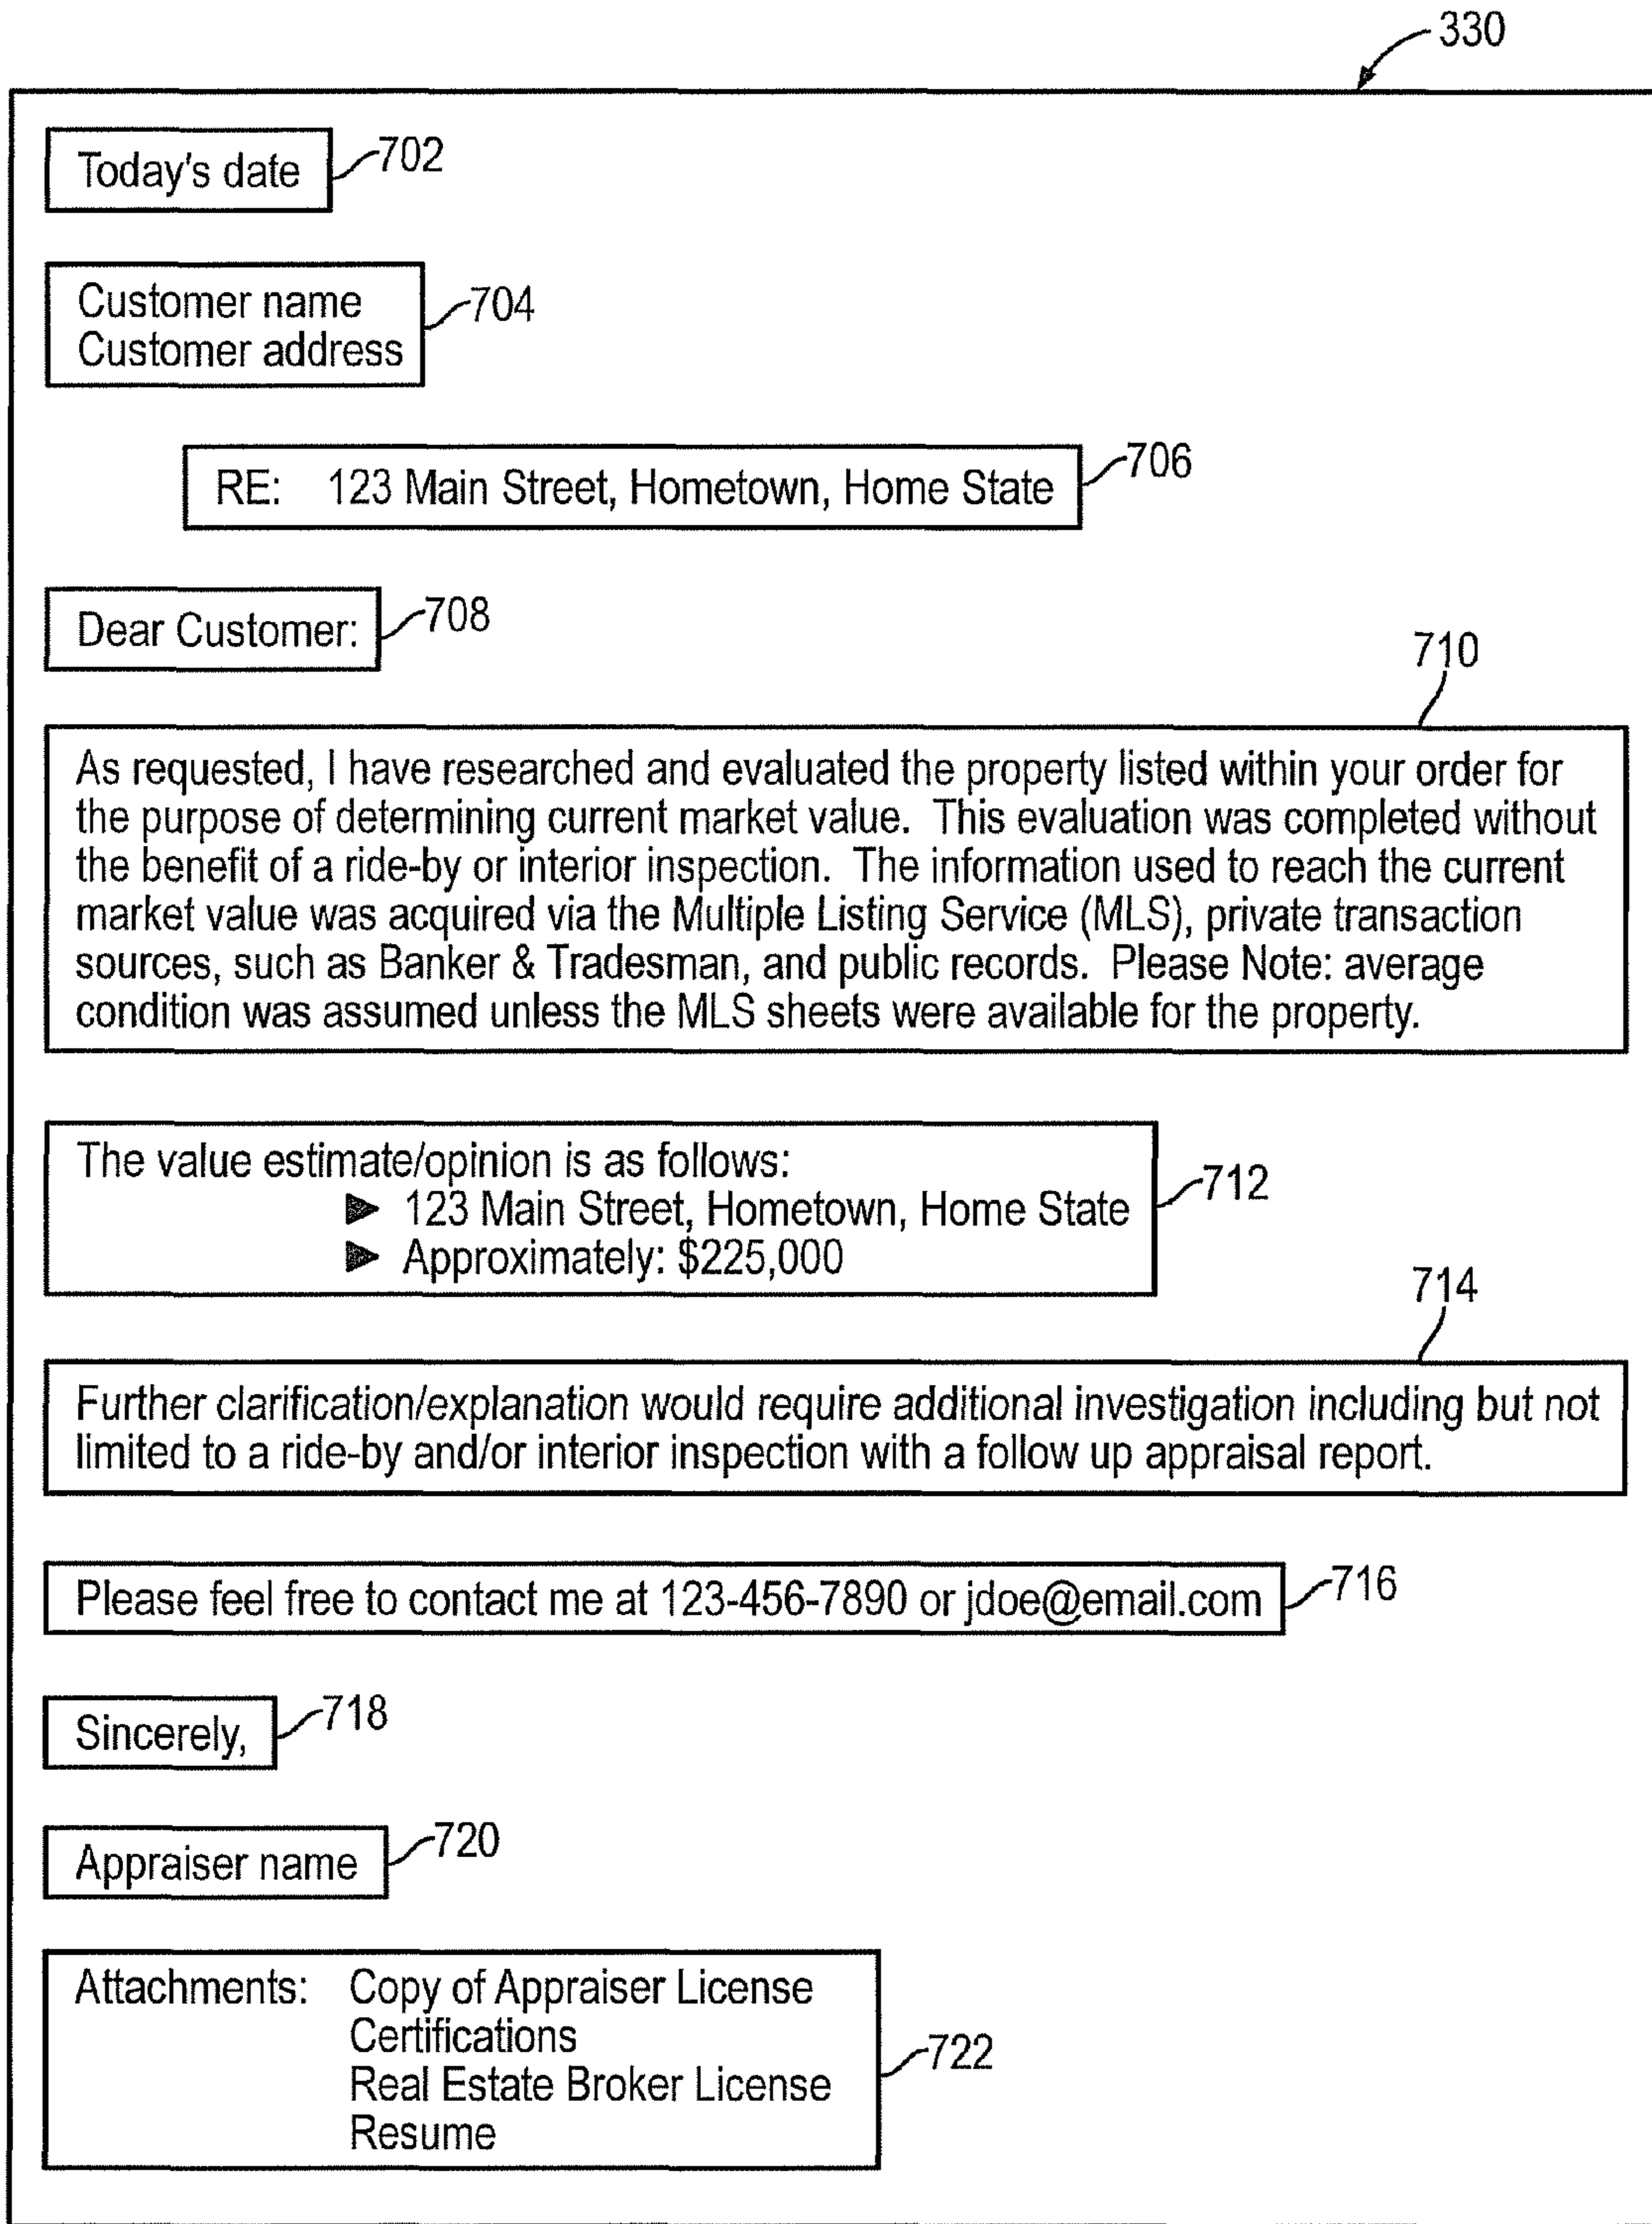 330
Today's date 702
Customer name
Customer address
704
RE: 123 Main Street, Hometown, Home State 706
Dear Customer: 708
710
As requested, I have researched and evaluated the property listed within your order for
the purpose of determining current market value. This evaluation was completed without
the benefit of a ride-by or interior inspection. The information used to reach the current
market value was acquired via the Multiple Listing Service (MLS), private transaction
sources, such as Banker & Tradesman, and public records. Please Note: average
condition was assumed unless the MLS sheets were available for the property.
The value estimate/opinion is as follows:
► 123 Main Street, Hometown, Home State
► Approximately: $225,000
712
714
Further clarification/explanation would require additional investigation including but not
limited to a ride-by and/or interior inspection with a follow up appraisal report.
Please feel free to contact me at 123-456-7890 or jdoe@email.com 716
Sincerely, 718
Appraiser name 720
Attachments: Copy of Appraiser License
Certifications
Real Estate Broker License
Resume
722